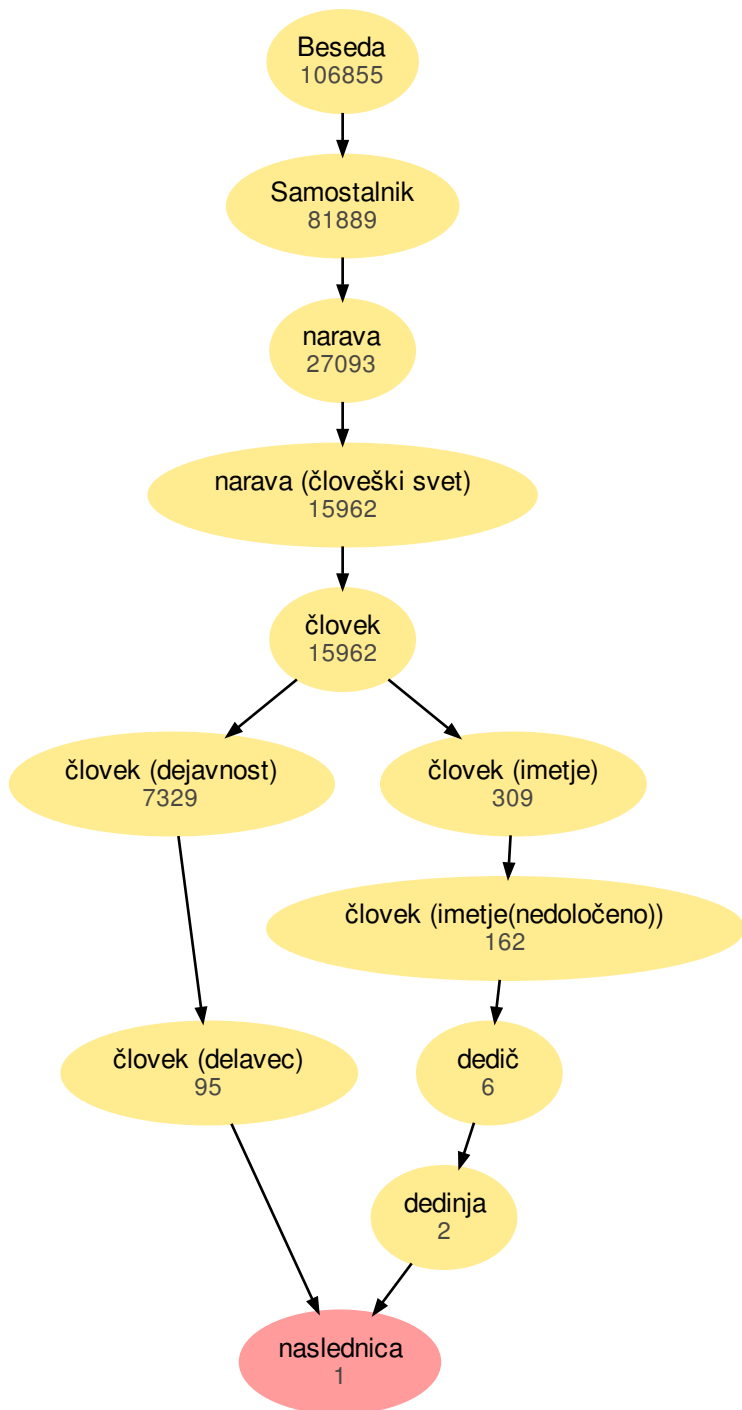 Beseda
106855
Samostalnik
81889
narava
27093
narava (človeški svet)
15962
človek
15962
človek (dejavnost)
7329
človek (imetje)
309
človek (imetje(nedoločeno))
162
človek (delavec)
95
dedič
6
dedinja
2
naslednica
1